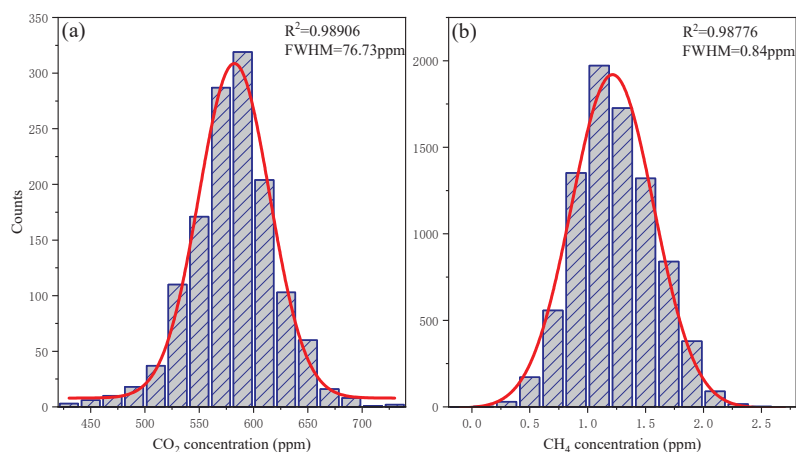 (a)
R²=0.98906
FWHM=76.73ppm
350
300
250
200
150
100
50
0
Counts
450 500 550 600 650 700
CO₂ concentration (ppm)
(b)
R²=0.98776
FWHM=0.84ppm
2000
1500
1000
500
0
0.0 0.5 1.0 1.5 2.0 2.5
CH₄ concentration (ppm)